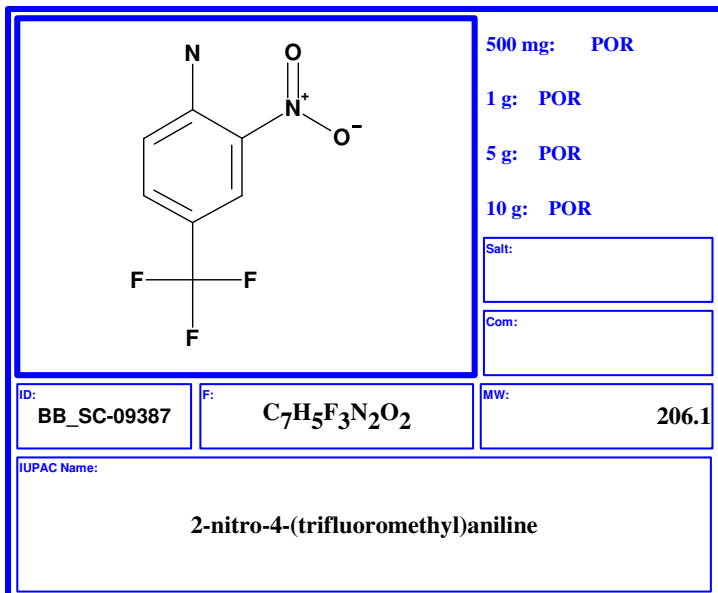 N
O
N+
O−
F
F
F
500 mg: POR
1 g: POR
5 g: POR
10 g: POR
Salt:
Com:
ID:
BB_SC-09387
F:
C7H5F3N2O2
MW:
206.1
IUPAC Name:
2-nitro-4-(trifluoromethyl)aniline